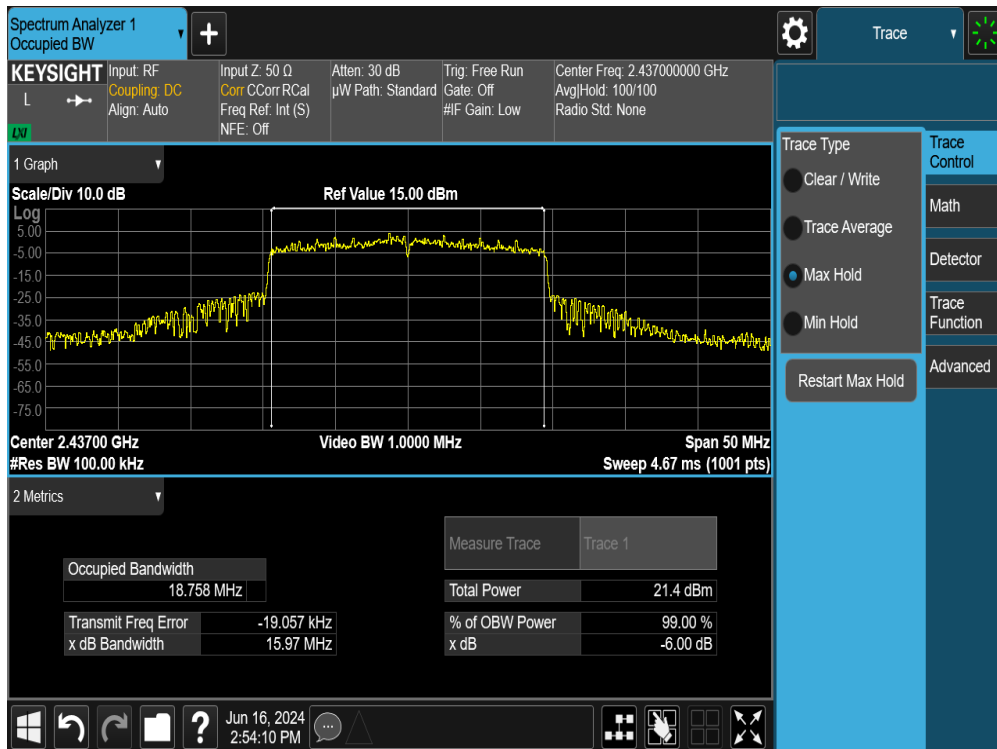 Spectrum Analyzer 1
Occupied BW
+
Trace
KEYSIGHT
L
LXI
Input: RF
Coupling: DC
Align: Auto
Input Z: 50 Ω
Corr CCorr RCal
Freq Ref: Int (S)
NFE: Off
Atten: 30 dB
µW Path: Standard
Trig: Free Run
Gate: Off
#IF Gain: Low
Center Freq: 2.437000000 GHz
Avg|Hold: 100/100
Radio Std: None
1 Graph
Scale/Div 10.0 dB
Ref Value 15.00 dBm
Log
5.00
-5.00
-15.0
-25.0
-35.0
-45.0
-55.0
-65.0
-75.0
Center 2.43700 GHz
Video BW 1.0000 MHz
Span 50 MHz
#Res BW 100.00 kHz
Sweep 4.67 ms (1001 pts)
2 Metrics
Measure Trace
Trace 1
Occupied Bandwidth
18.758 MHz
Total Power
21.4 dBm
Transmit Freq Error
-19.057 kHz
% of OBW Power
99.00 %
x dB Bandwidth
15.97 MHz
x dB
-6.00 dB
Trace Type
Clear / Write
Trace Average
Max Hold
Min Hold
Restart Max Hold
Trace
Control
Math
Detector
Trace
Function
Advanced
?
Jun 16, 2024
2:54:10 PM